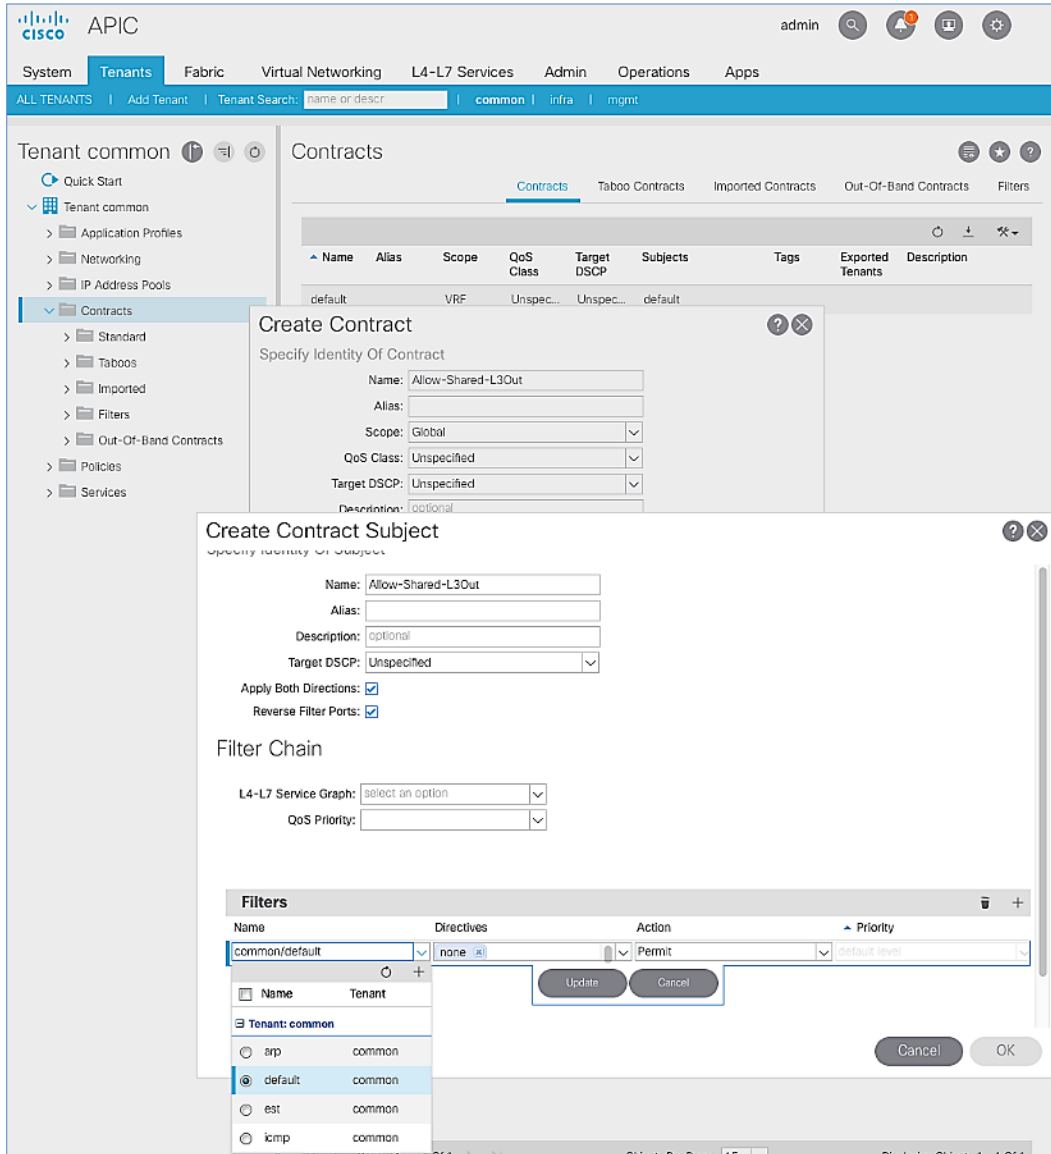 cisco APIC admin 1
System Tenants Fabric Virtual Networking L4-L7 Services Admin Operations Apps
ALL TENANTS | Add Tenant | Tenant Search: name or descr | common | infra | mgmt
Tenant common
Contracts
Quick Start
Contracts Taboo Contracts Imported Contracts Out-Of-Band Contracts Filters
Tenant common
Application Profiles
Networking
IP Address Pools
Contracts
Standard
Taboos
Imported
Filters
Out-Of-Band Contracts
Policies
Services
Name Alias Scope QoS Class Target DSCP Subjects Tags Exported Tenants Description
default VRF Unspec... Unspec... default
Create Contract
Specify Identity Of Contract
Name: Allow-Shared-L3Out
Alias:
Scope: Global
QoS Class: Unspecified
Target DSCP: Unspecified
Description: optional
Create Contract Subject
Specify Identity Of Subject
Name: Allow-Shared-L3Out
Alias:
Description: optional
Target DSCP: Unspecified
Apply Both Directions:
Reverse Filter Ports:
Filter Chain
L4-L7 Service Graph: select an option
QoS Priority:
Filters
Name Directives Action Priority
common/default none Permit default level
Update Cancel
Name Tenant
Tenant: common
arp common
default common
est common
icmp common
Cancel OK